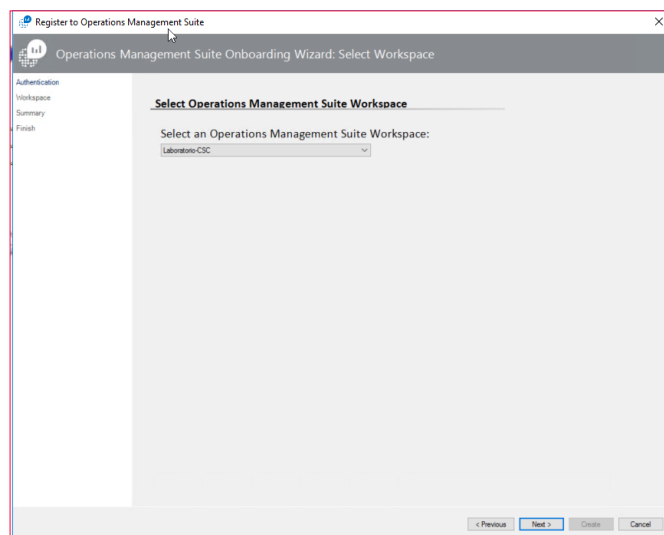 Register to Operations Management Suite
Operations Management Suite Onboarding Wizard: Select Workspace
Authentication
Workspace
Summary
Finish
Select Operations Management Suite Workspace
Select an Operations Management Suite Workspace:
Laboratorio-CSC
< Previous Next > Create Cancel